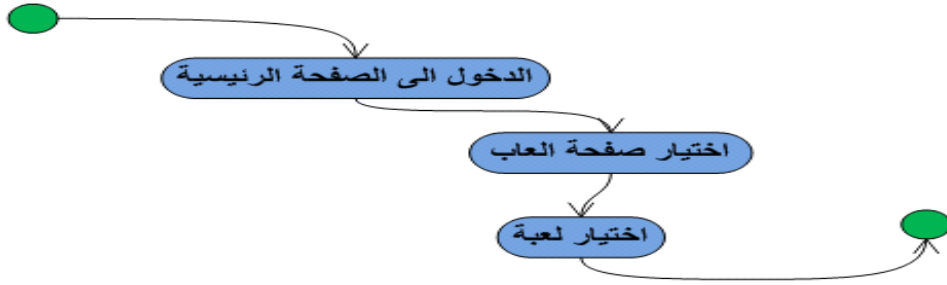 الدخول الى الصفحة الرئيسية
اختيار صفحة العاب
اختيار لعبة